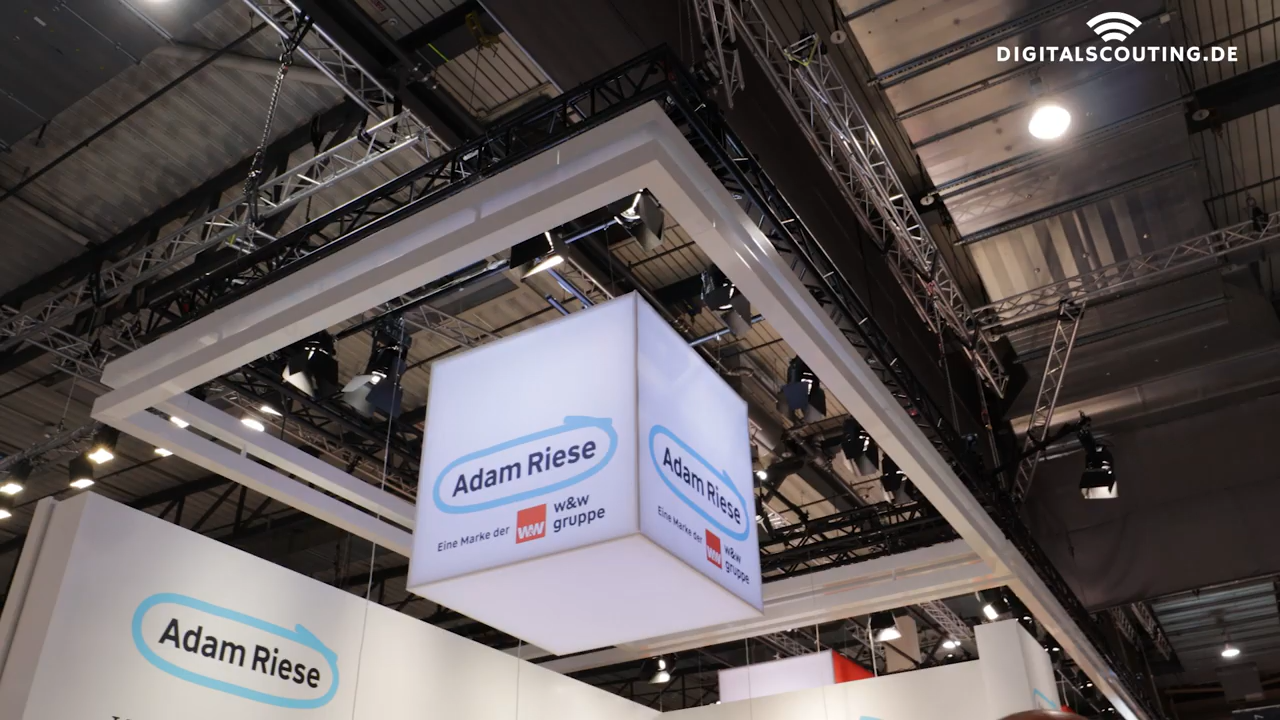 DIGITALSCOUTING.DE
Adam Riese
Eine Marke der W&W w&w
gruppe
Adam Riese
Eine Marke der W&W w&w
gruppe
Adam Riese